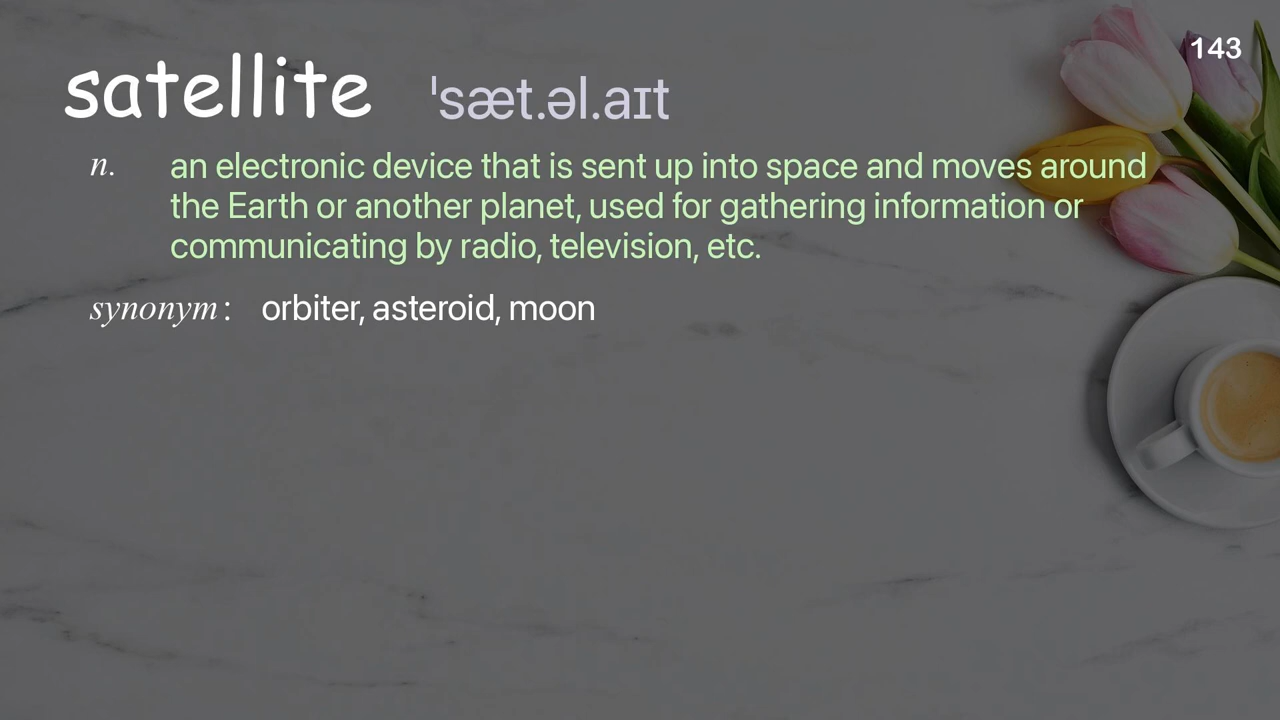 143
satellite ˈsæt.əl.aɪt
n. an electronic device that is sent up into space and moves around
the Earth or another planet, used for gathering information or
communicating by radio, television, etc.
synonym: orbiter, asteroid, moon